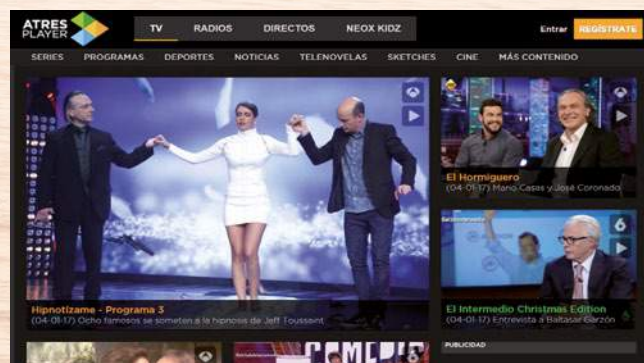 ATRES
PLAYER
TV
RADIOS
DIRECTOS
NEOX KIDZ
Entrar
REGÍSTRATE
SERIES
PROGRAMAS
DEPORTES
NOTICIAS
TELENOVELAS
SKETCHES
CINE
MÁS CONTENIDO
Hipnotízame - Programa 3
(04-01-17) Ocho famosos se someten a la hipnosis de Jeff Toussaint
El Hormiguero
(04-01-17) Mario Casas y José Coronado
6
El Intermedio Christmas Edition
(04-01-17) Entrevista a Baltasar Garzón
PUBLICIDAD
6